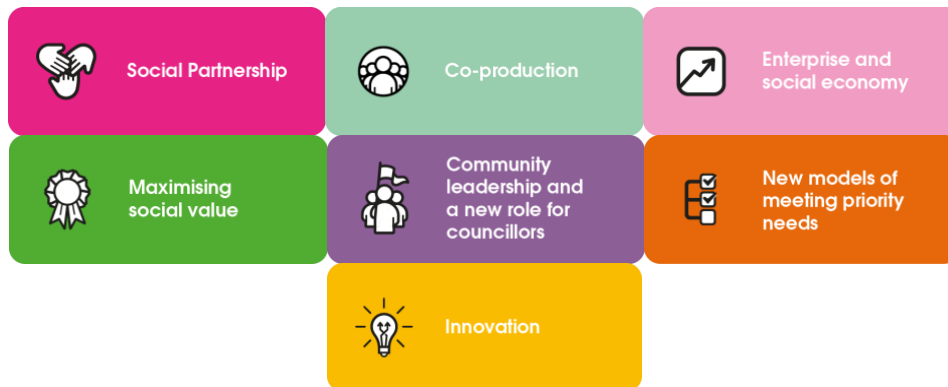 Social Partnership
Co-production
Enterprise and
social economy
Maximising
social value
Community
leadership and
a new role for
councillors
New models of
meeting priority
needs
Innovation